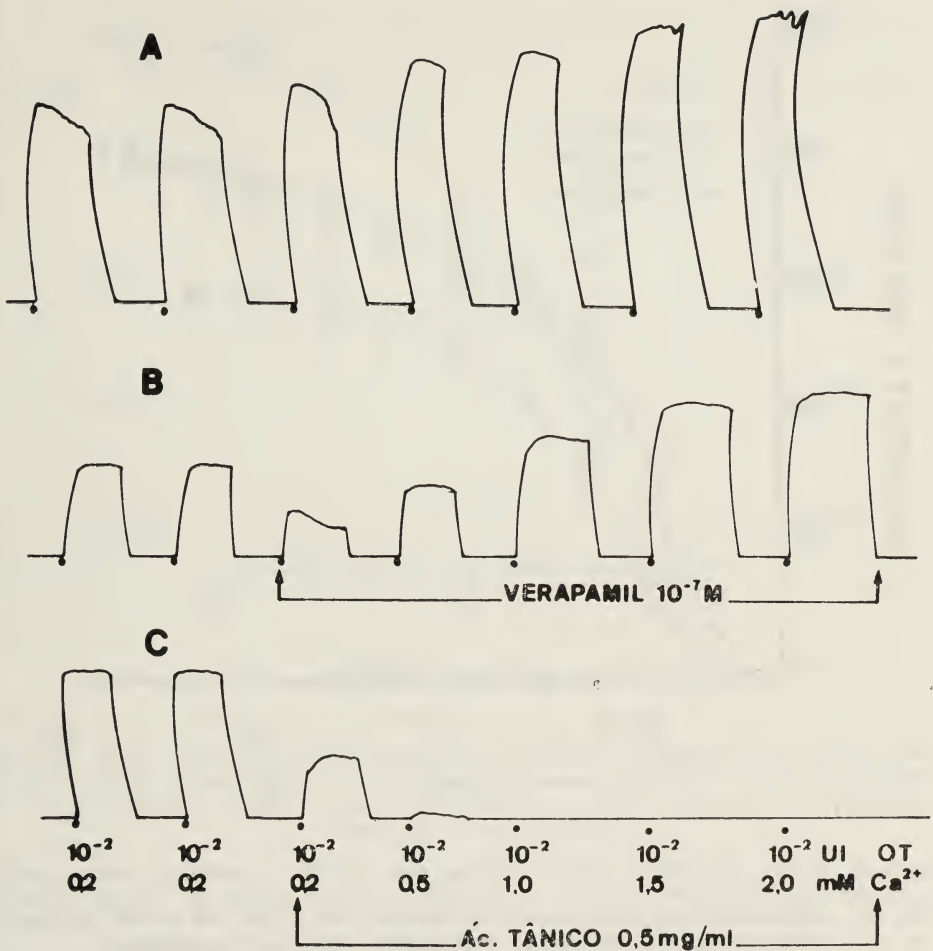 A
B
VERAPAMIL 10⁻⁷M
C
10⁻² 10⁻² 10⁻² 10⁻² 10⁻² 10⁻² 10⁻² UI OT
0,2 0,2 0,2 0,5 1,0 1,5 2,0 mM Ca²⁺
Ác. TÂNICO 0,5mg/ml